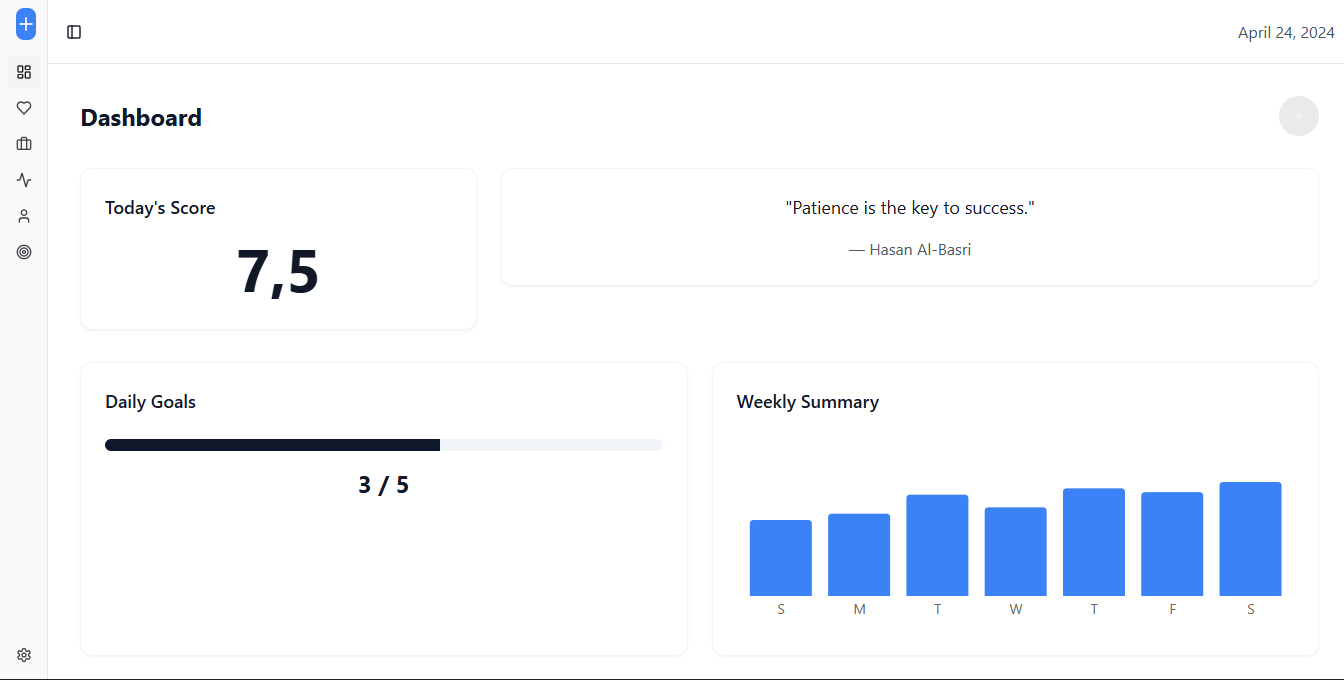 April 24, 2024
Dashboard
Today's Score
7,5
"Patience is the key to success."
— Hasan Al-Basri
Daily Goals
3 / 5
Weekly Summary
S M T W T F S